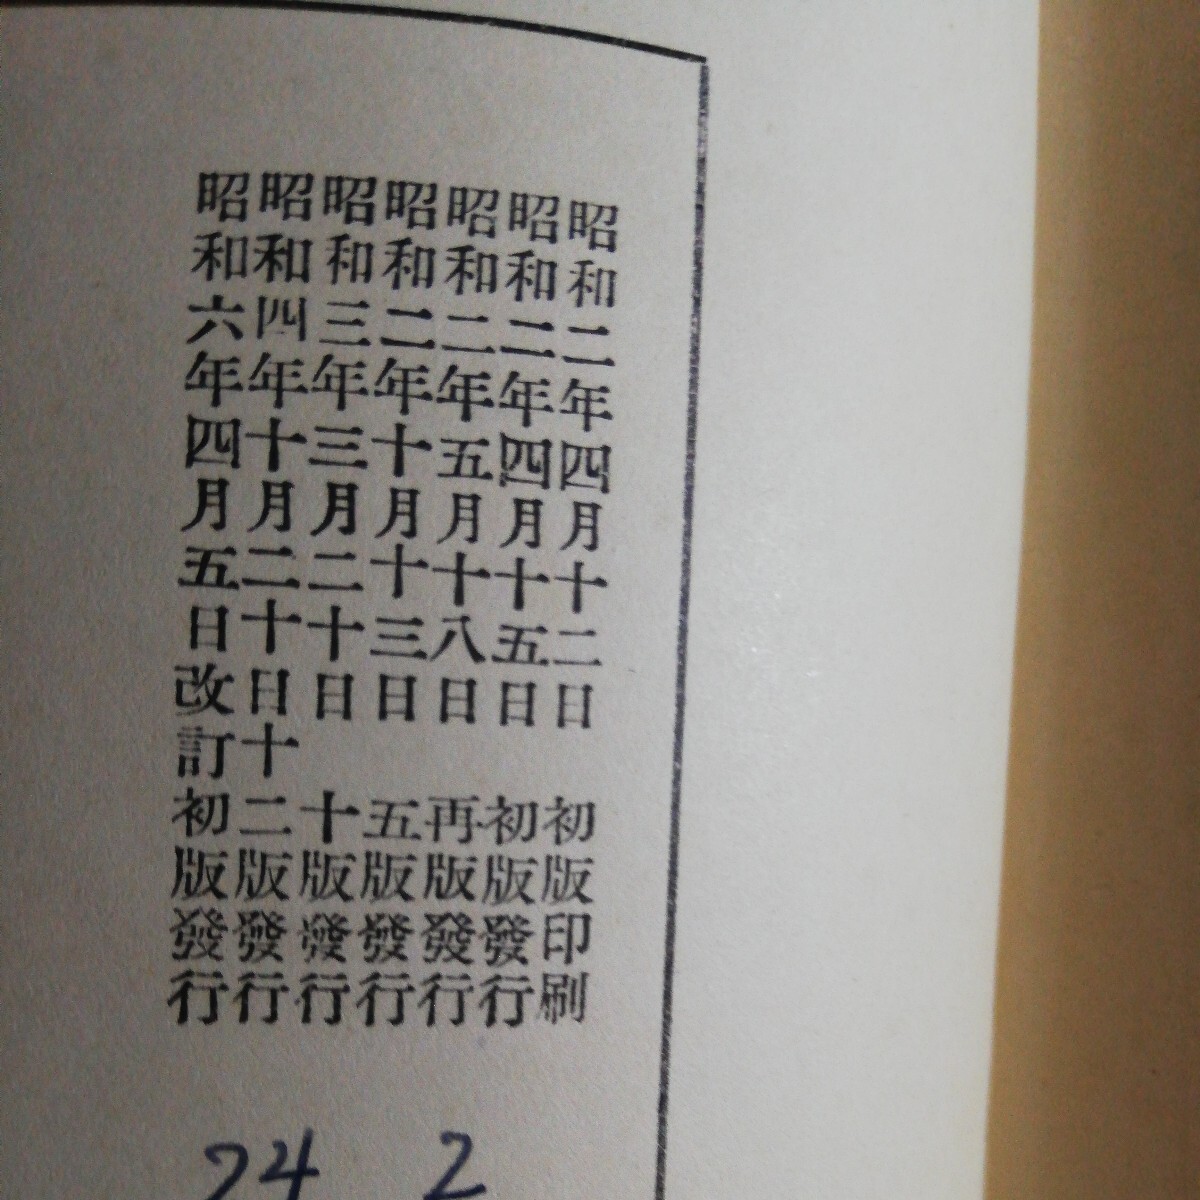 昭和二年四月十二日 初版印刷
昭和二年四月十五日 初版發行
昭和二年五月十八日 再版發行
昭和二年十月十三日 五版發行
昭和三年三月二十日 十版發行
昭和四年十月二十日 十二版發行
昭和六年四月五日 改訂初版發行
24 2